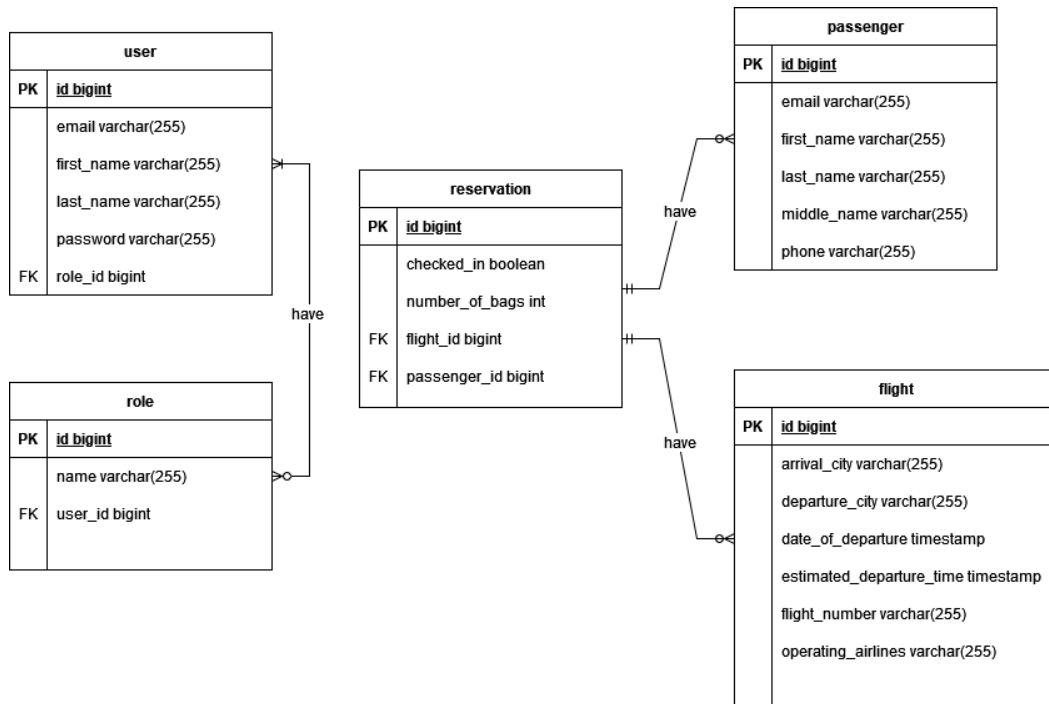 user
PK id bigint
email varchar(255)
first_name varchar(255)
last_name varchar(255)
password varchar(255)
FK role_id bigint
have
role
PK id bigint
name varchar(255)
FK user_id bigint
reservation
PK id bigint
checked_in boolean
number_of_bags int
FK flight_id bigint
FK passenger_id bigint
have
have
passenger
PK id bigint
email varchar(255)
first_name varchar(255)
last_name varchar(255)
middle_name varchar(255)
phone varchar(255)
flight
PK id bigint
arrival_city varchar(255)
departure_city varchar(255)
date_of_departure timestamp
estimated_departure_time timestamp
flight_number varchar(255)
operating_airlines varchar(255)